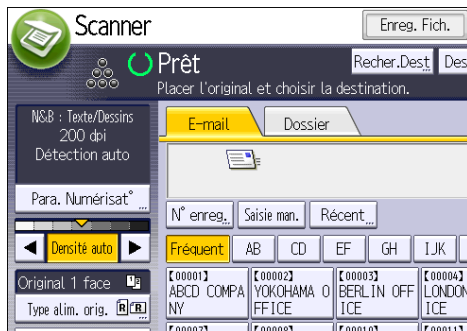 Scanner
Enreg. Fich.
Prêt
Recher.Dest
Des
Placer l'original et choisir la destination.
N&B : Texte/Dessins
200 dpi
Détection auto
E-mail
Dossier
Para. Numérisat°
N° enreg.
Saisie man.
Récent
Densité auto
Fréquent
AB
CD
EF
GH
IJK
Original 1 face
Type alim. orig.
[00001]
ABCD COMPA
NY
[00002]
YOKOHAMA O
FFICE
[00003]
BERLIN OFF
ICE
[00004]
LONDON
ICE